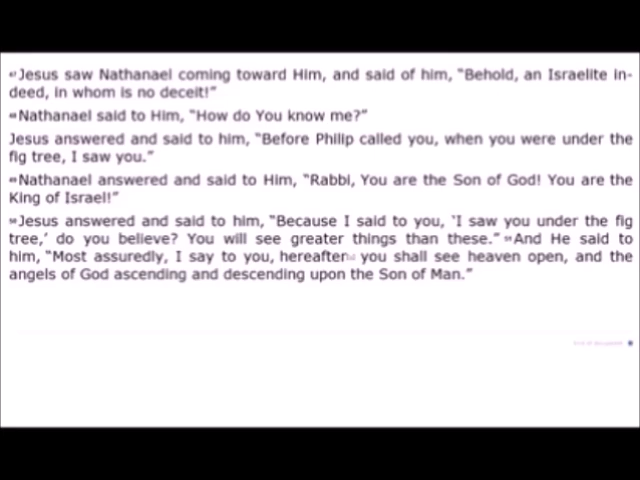 Jesus saw Nathanael coming toward Him, and said of him, “Behold, an Israelite in-
deed, in whom is no deceit!”
Nathanael said to Him, “How do You know me?”
Jesus answered and said to him, “Before Philip called you, when you were under the
fig tree, I saw you.”
Nathanael answered and said to Him, “Rabbi, You are the Son of God! You are the
King of Israel!”
Jesus answered and said to him, “Because I said to you, ‘I saw you under the fig
tree,’ do you believe? You will see greater things than these.” And He said to
him, “Most assuredly, I say to you, hereafter you shall see heaven open, and the
angels of God ascending and descending upon the Son of Man.”